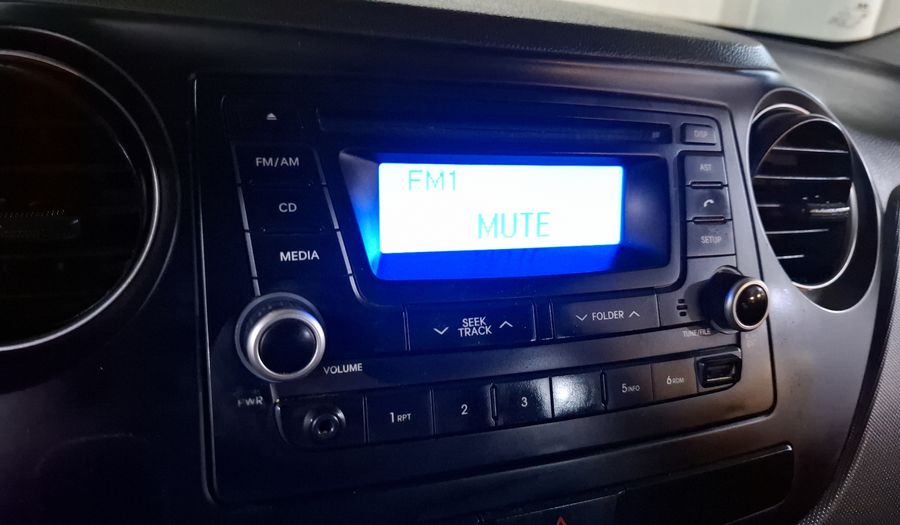 DISP
FM/AM
FM1
AST
CD
MUTE
MEDIA
SETUP
SEEK
TRACK
FOLDER
VOLUME
TUNE/FILE
PWR
1 RPT
2
3
5 INFO
6 RDM